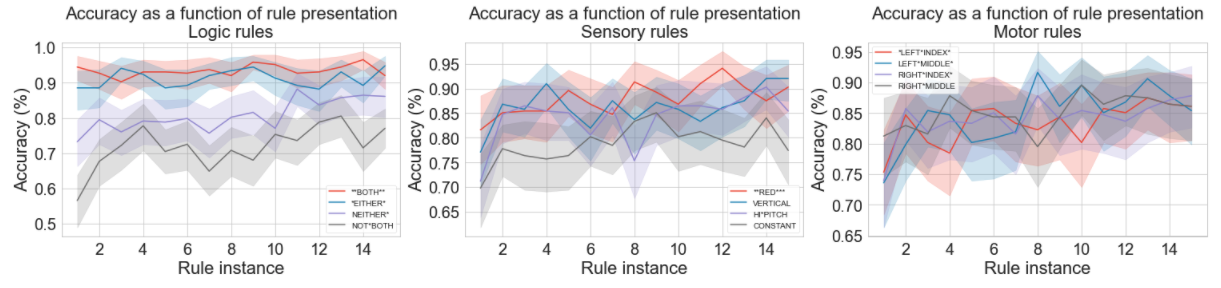 Accuracy as a function of rule presentation
Logic rules
Accuracy (%)
1.0
0.9
0.8
0.7
0.6
0.5
**BOTH**
*EITHER*
NEITHER*
NOT*BOTH
2 4 6 8 10 12 14
Rule instance
Accuracy as a function of rule presentation
Sensory rules
Accuracy (%)
0.95
0.90
0.85
0.80
0.75
0.70
0.65
**RED***
VERTICAL
HI*PITCH
CONSTANT
2 4 6 8 10 12 14
Rule instance
Accuracy as a function of rule presentation
Motor rules
Accuracy (%)
0.95
0.90
0.85
0.80
0.75
0.70
0.65
*LEFT*INDEX*
LEFT*MIDDLE*
RIGHT*INDEX*
RIGHT*MIDDLE
2 4 6 8 10 12 14
Rule instance